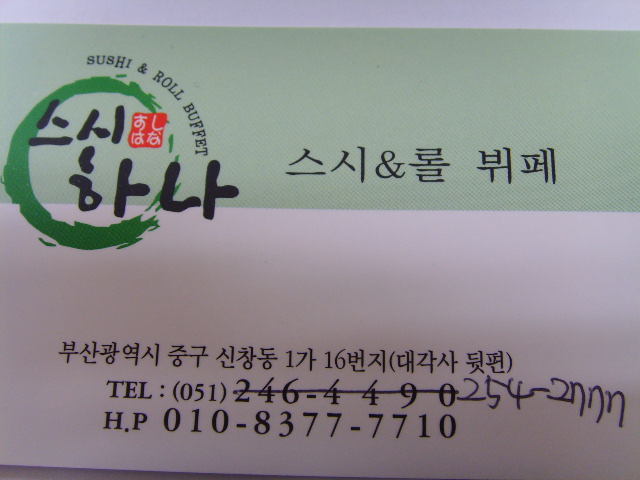 SUSHI & ROLL BUFFET
스시
すし
はな
하나
스시&롤 뷔페
부산광역시 중구 신창동 1가 16번지(대각사 뒷편)
TEL : (051) 246-4490 254-2777
H.P 010-8377-7710